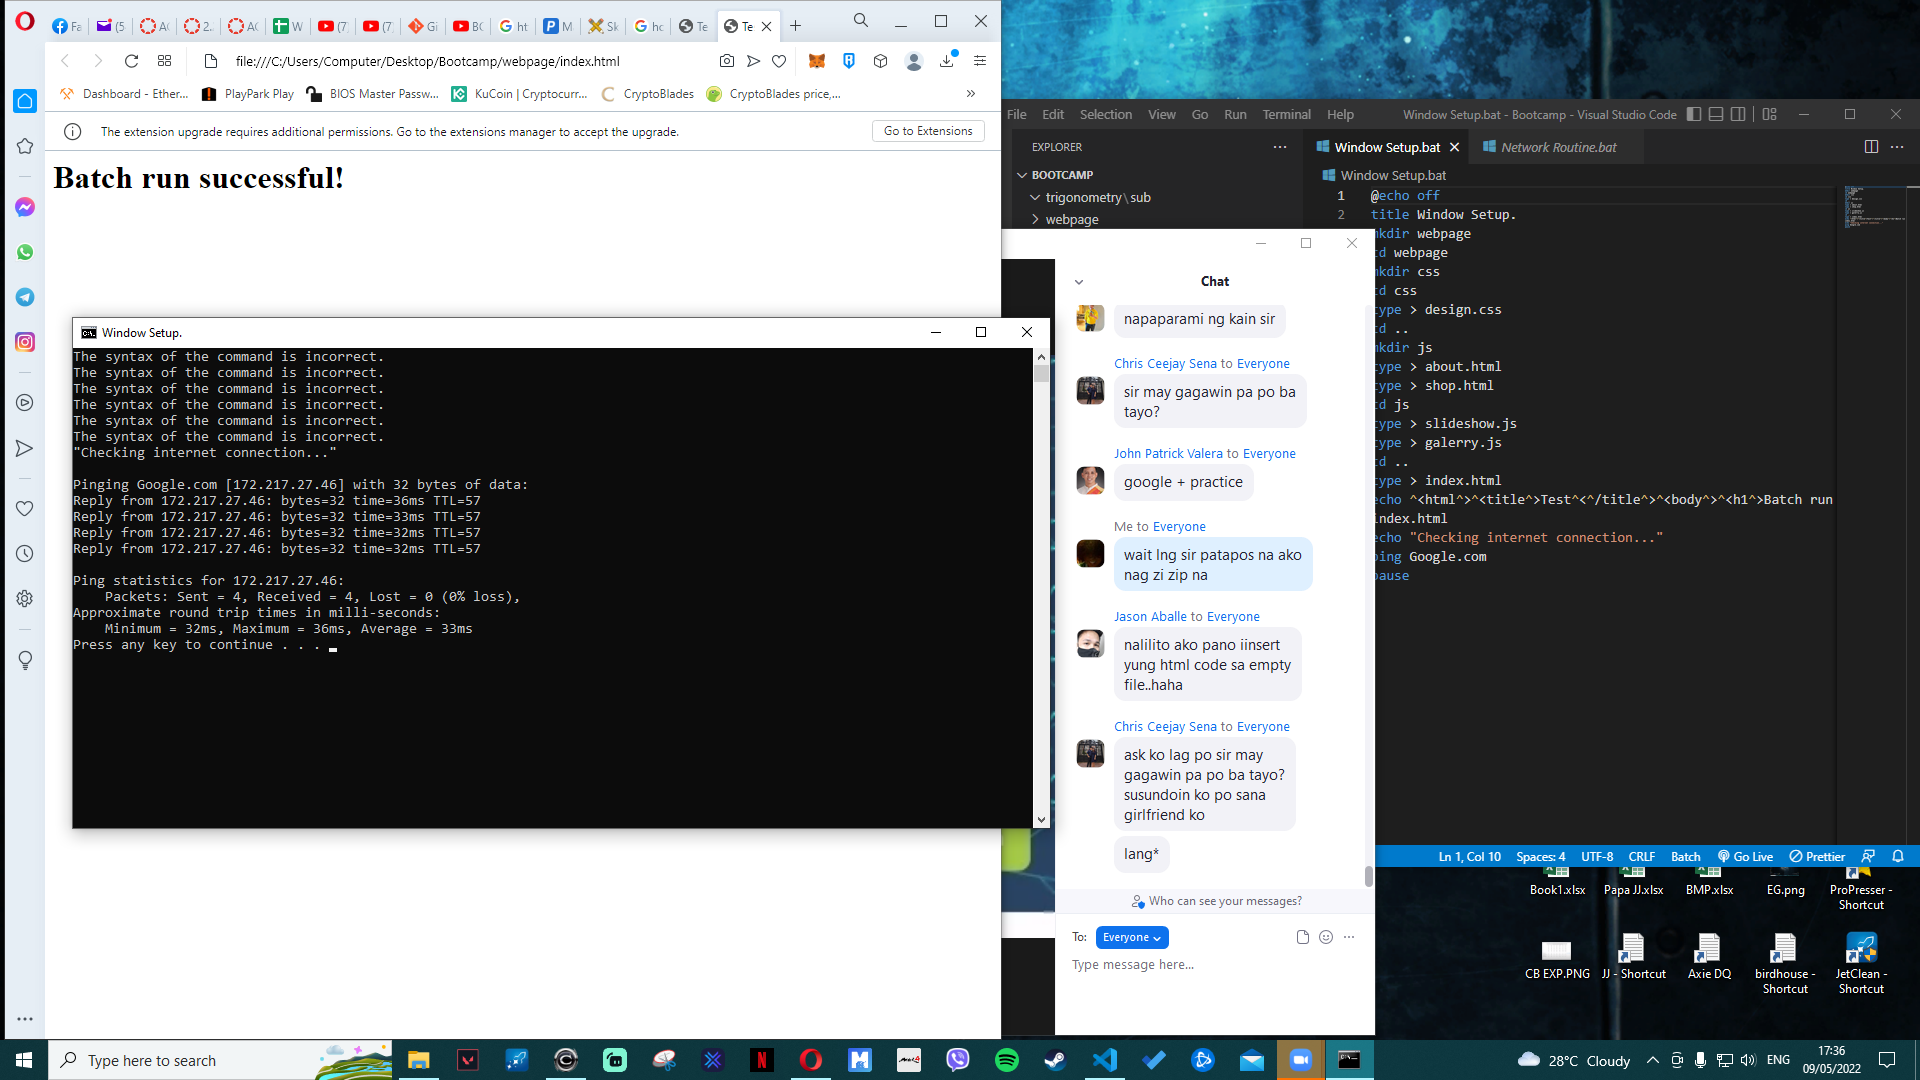 Fa
(5
A
2.
A
W
(7
(7
Gi
BC
ht
M
Sk
hc
Te
Te
file:///C:/Users/Computer/Desktop/Bootcamp/webpage/index.html
Dashboard - Ether...
PlayPark Play
BIOS Master Passw...
KuCoin | Cryptocurr...
CryptoBlades
CryptoBlades price,...
The extension upgrade requires additional permissions. Go to the extensions manager to accept the upgrade.
Go to Extensions
Batch run successful!
Window Setup.
The syntax of the command is incorrect.
The syntax of the command is incorrect.
The syntax of the command is incorrect.
The syntax of the command is incorrect.
The syntax of the command is incorrect.
The syntax of the command is incorrect.
"Checking internet connection..."
Pinging Google.com [172.217.27.46] with 32 bytes of data:
Reply from 172.217.27.46: bytes=32 time=36ms TTL=57
Reply from 172.217.27.46: bytes=32 time=33ms TTL=57
Reply from 172.217.27.46: bytes=32 time=32ms TTL=57
Reply from 172.217.27.46: bytes=32 time=32ms TTL=57
Ping statistics for 172.217.27.46:
Packets: Sent = 4, Received = 4, Lost = 0 (0% loss),
Approximate round trip times in milli-seconds:
Minimum = 32ms, Maximum = 36ms, Average = 33ms
Press any key to continue . . .
File Edit Selection View Go Run Terminal Help
Window Setup.bat - Bootcamp - Visual Studio Code
EXPLORER
BOOTCAMP
trigonometry\sub
webpage
Window Setup.bat
Network Routine.bat
Window Setup.bat
1 @echo off
2 title Window Setup.
kdir webpage
d webpage
kdir css
d css
ype > design.css
d ..
kdir js
ype > about.html
ype > shop.html
d js
ype > slideshow.js
ype > galerry.js
d ..
ype > index.html
echo ^<html^>^<title^>Test^<^/title^>^<body^>^<h1^>Batch run
index.html
echo "Checking internet connection..."
ping Google.com
pause
Ln 1, Col 10
Spaces: 4
UTF-8
CRLF
Batch
Go Live
Prettier
Chat
napaparami ng kain sir
Chris Ceejay Sena to Everyone
sir may gagawin pa po ba
tayo?
John Patrick Valera to Everyone
google + practice
Me to Everyone
wait lng sir patapos na ako
nag zi zip na
Jason Aballe to Everyone
nalilito ako pano iinsert
yung html code sa empty
file..haha
Chris Ceejay Sena to Everyone
ask ko lag po sir may
gagawin pa po ba tayo?
susundoin ko po sana
girlfriend ko
lang*
Who can see your messages?
To: Everyone
Type message here...
Book1.xlsx
Papa JJ.xlsx
BMP.xlsx
EG.png
ProPresser -
Shortcut
CB EXP.PNG
JJ - Shortcut
Axie DQ
birdhouse -
Shortcut
JetClean -
Shortcut
Type here to search
28°C Cloudy
ENG
17:36
09/05/2022